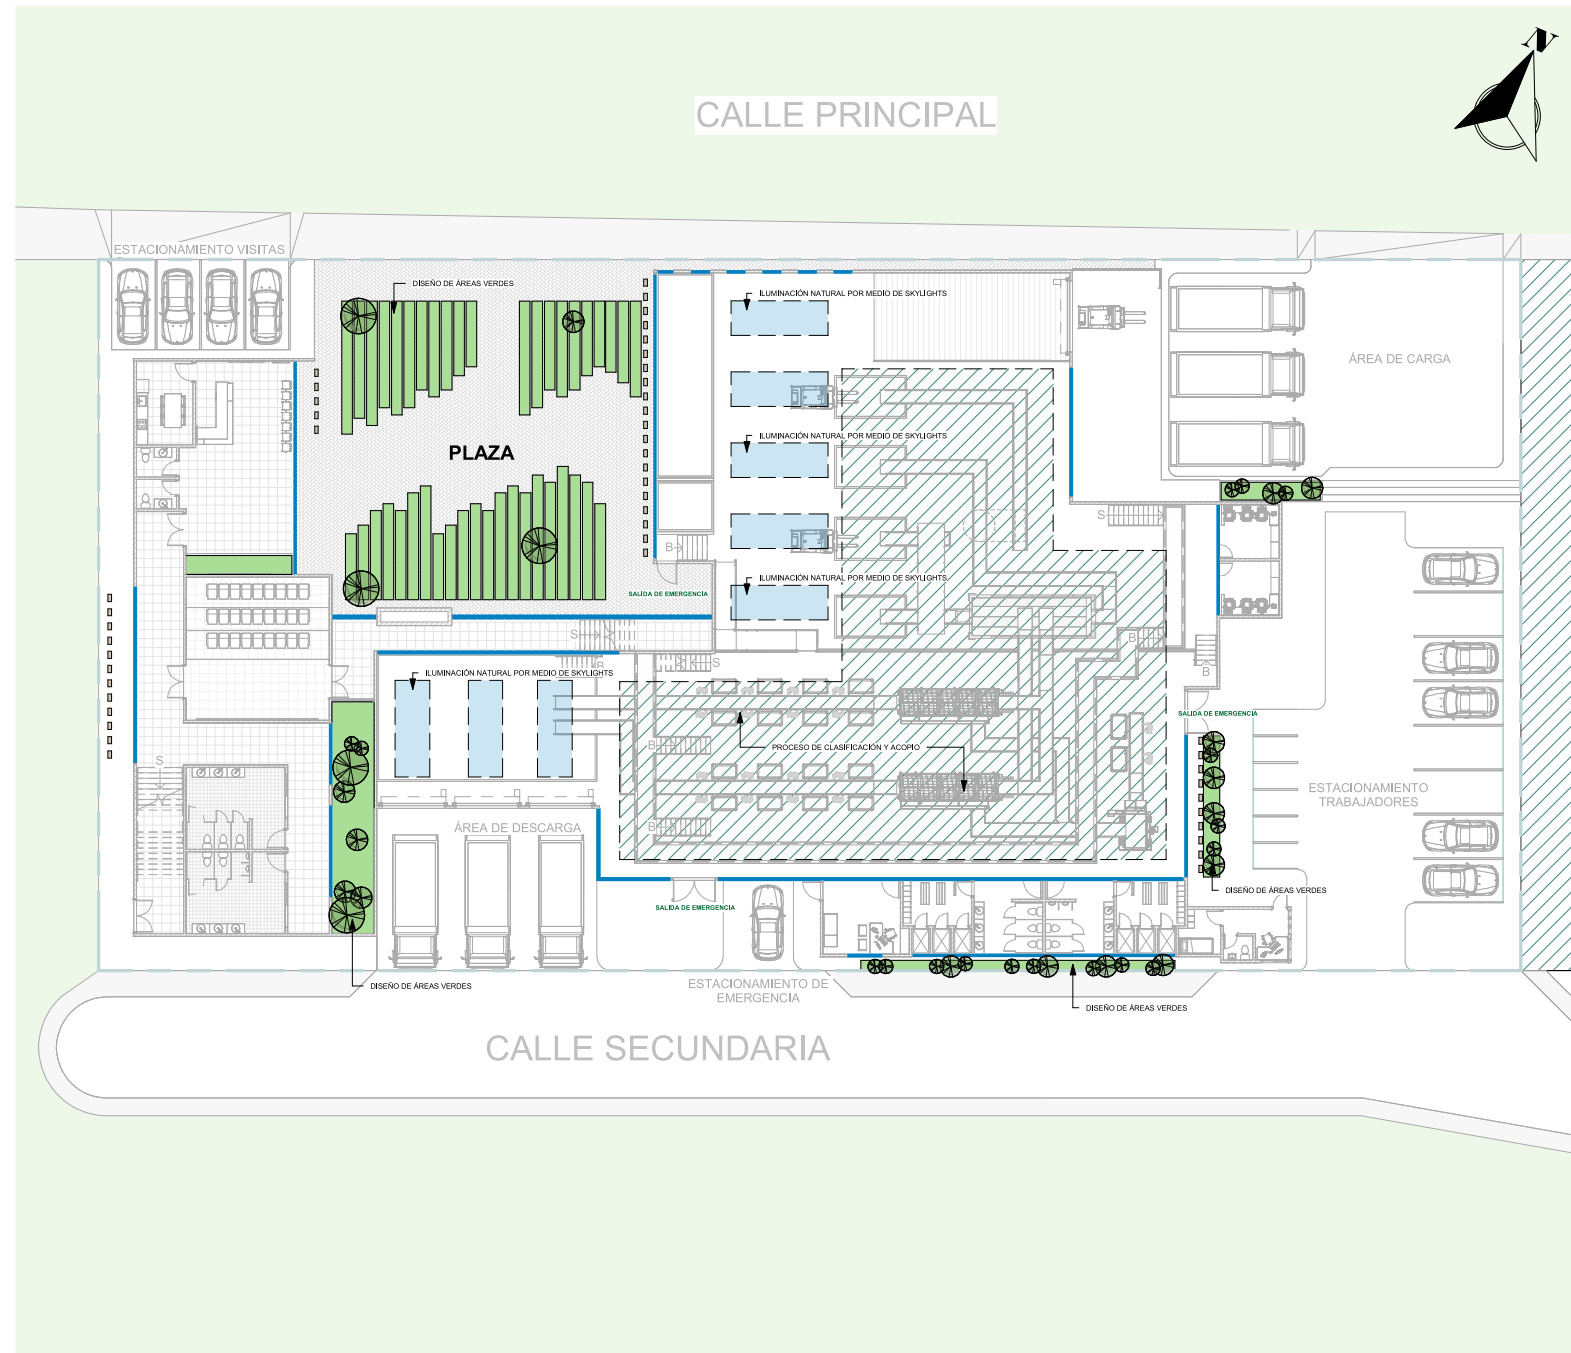 N
CALLE PRINCIPAL
ESTACIONAMIENTO VISITAS
DISEÑO DE ÁREAS VERDES
ILUMINACIÓN NATURAL POR MEDIO DE SKYLIGHTS
ÁREA DE CARGA
ILUMINACIÓN NATURAL POR MEDIO DE SKYLIGHTS
PLAZA
S
B
ILUMINACIÓN NATURAL POR MEDIO DE SKYLIGHTS
SALIDA DE EMERGENCIA
S
B
B
S
B
ILUMINACIÓN NATURAL POR MEDIO DE SKYLIGHTS
SALIDA DE EMERGENCIA
B
PROCESO DE CLASIFICACIÓN Y ACOPIO
S
ESTACIONAMIENTO
TRABAJADORES
ÁREA DE DESCARGA
B
DISEÑO DE ÁREAS VERDES
SALIDA DE EMERGENCIA
DISEÑO DE ÁREAS VERDES
ESTACIONAMIENTO DE
EMERGENCIA
DISEÑO DE ÁREAS VERDES
CALLE SECUNDARIA